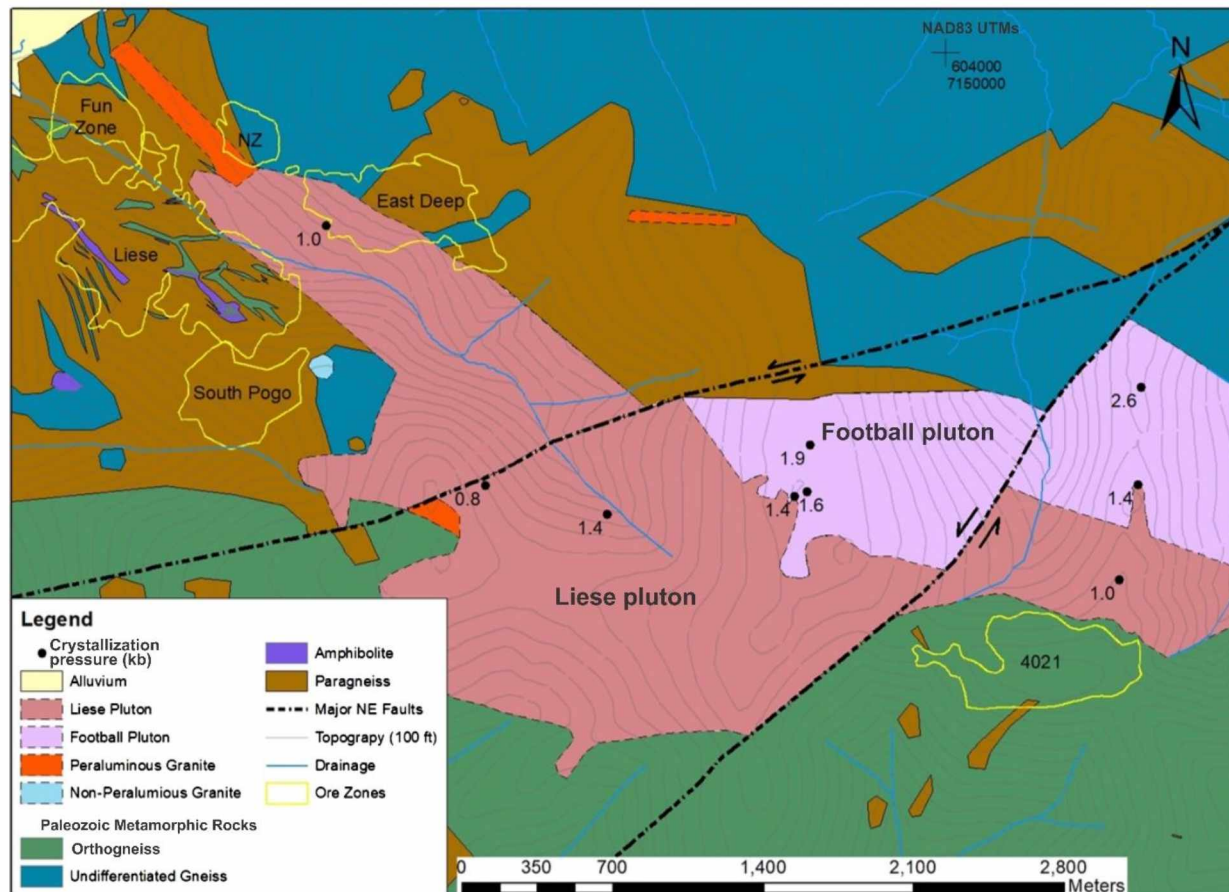 NAD83 UTMs
604000
7150000
N
Fun
Zone
NZ
East Deep
1.0
Liese
South Pogo
2.6
Football pluton
1.9
0.8
1.4
1.6
1.4
1.4
1.0
Liese pluton
4021
Legend
Crystallization
pressure (kb)
Alluvium
Liese Pluton
Football Pluton
Peraluminous Granite
Non-Peralumious Granite
Paleozoic Metamorphic Rocks
Orthogneiss
Undifferentiated Gneiss
Amphibolite
Paragneiss
Major NE Faults
Topograpy (100 ft)
Drainage
Ore Zones
0 350 700 1,400 2,100 2,800
Meters